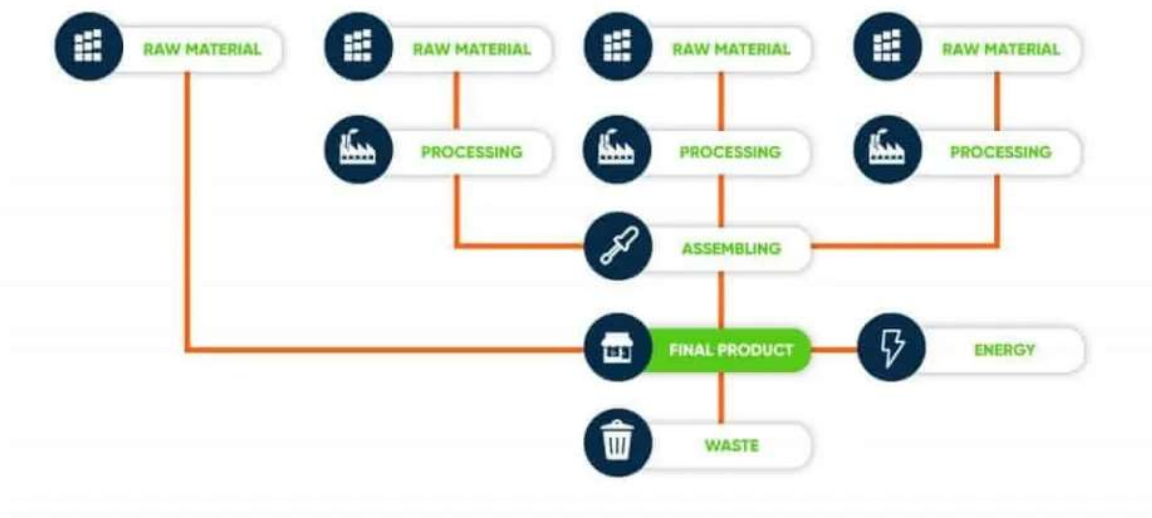 RAW MATERIAL
RAW MATERIAL
RAW MATERIAL
RAW MATERIAL
PROCESSING
PROCESSING
PROCESSING
ASSEMBLING
FINAL PRODUCT
ENERGY
WASTE